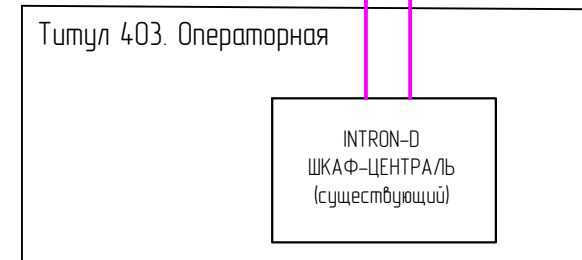 Титул 403. Операторная
INTRON-D
ШКАФ-ЦЕНТРАЛЬ
(существующий)